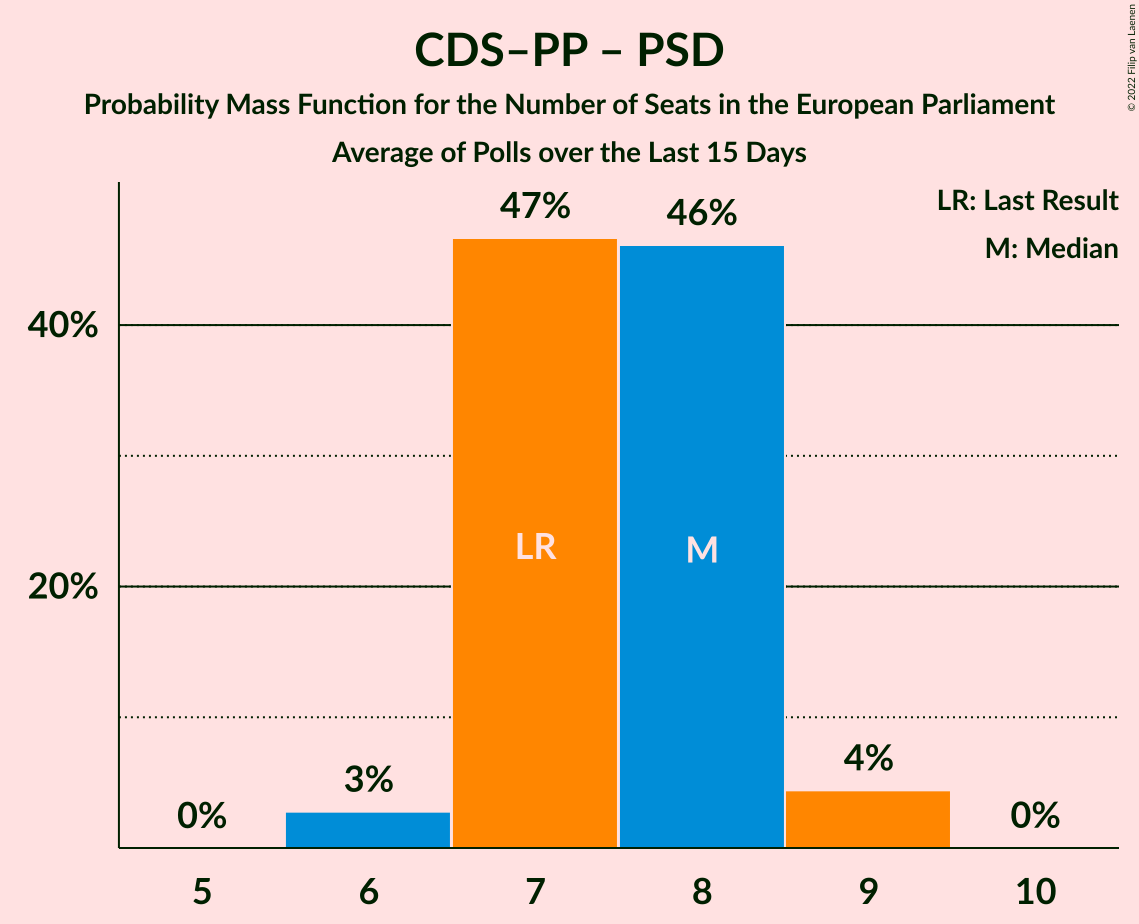 CDS–PP – PSD
Probability Mass Function for the Number of Seats in the European Parliament
Average of Polls over the Last 15 Days
© 2022 Filip van Laenen
LR: Last Result
M: Median
47%
46%
40%
LR
M
20%
4%
3%
0%
0%
5 6 7 8 9 10